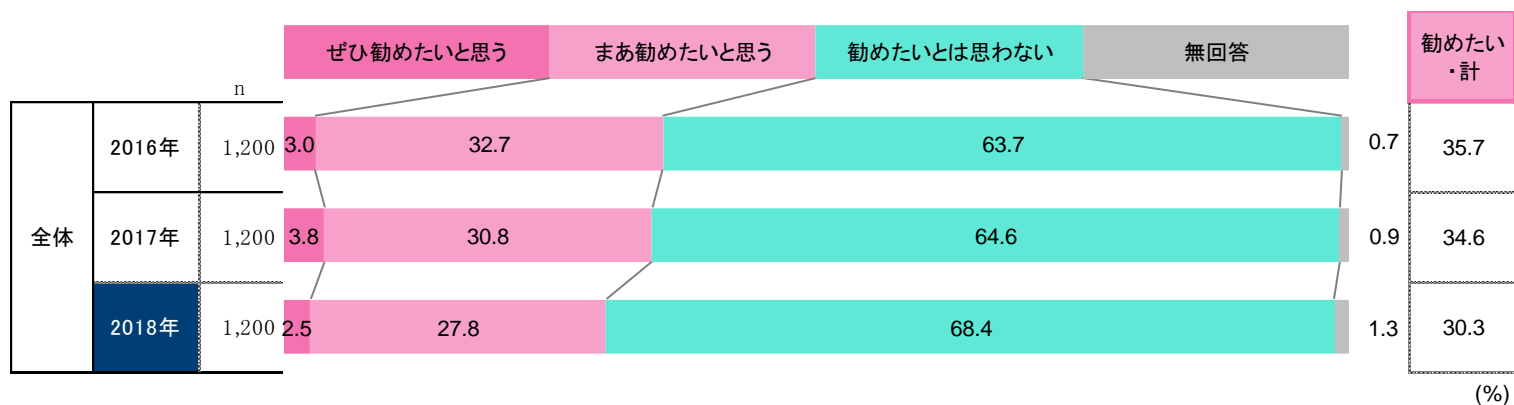 ぜひ勧めたいと思う まあ勧めたいと思う 勧めたいとは思わない 無回答 勧めたい
・計
n
2016年 1,200 3.0 32.7 63.7 0.7 35.7
全体 2017年 1,200 3.8 30.8 64.6 0.9 34.6
2018年 1,200 2.5 27.8 68.4 1.3 30.3
(%)